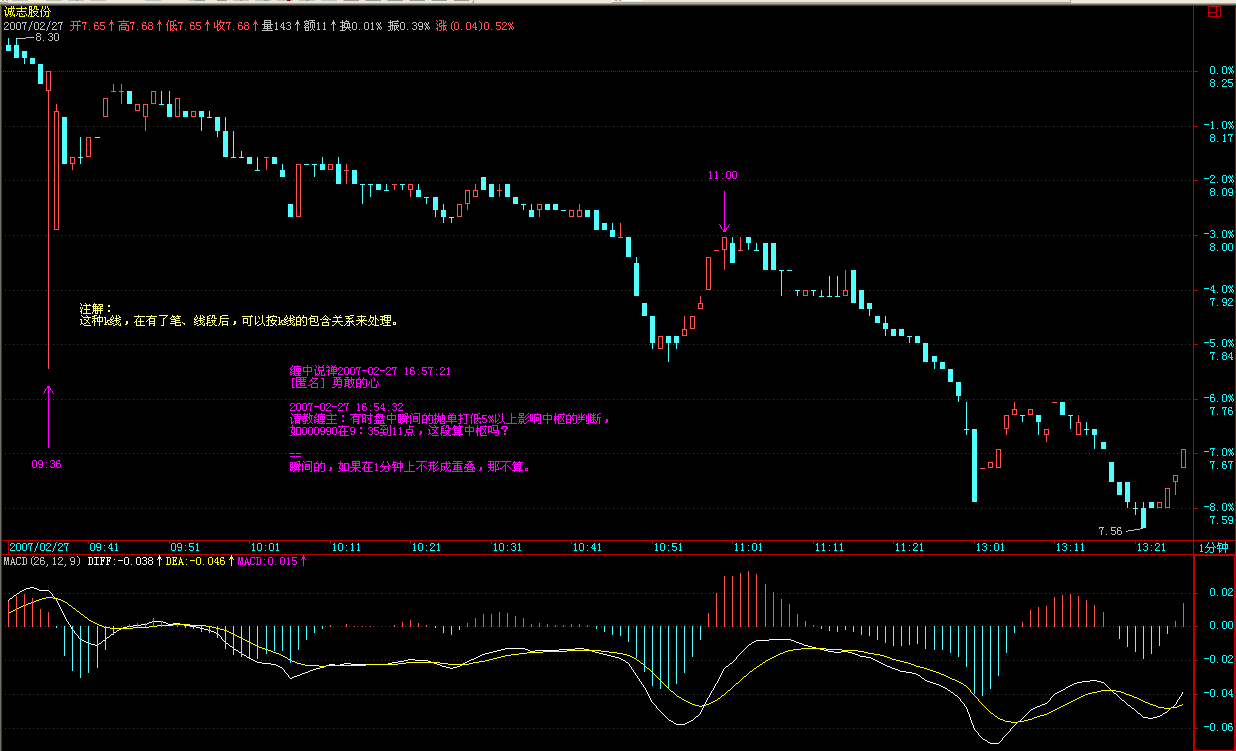 诚志股份
日
2007/02/27 开7.65↑高7.68↑低7.65↑收7.68↑量143↑额11↑换0.01% 振0.39% 涨(0.04)0.52%
8.30
0.0%
8.25
-1.0%
8.17
11:00
-2.0%
8.09
-3.0%
8.00
-4.0%
7.92
注解：
这种k线，在有了笔、线段后，可以按k线的包含关系来处理。
-5.0%
7.84
缠中说禅2007-02-27 16:57:21
[匿名] 勇敢的心
-6.0%
7.76
2007-02-27 16:54:32
请教缠主：有时盘中瞬间的抛单打低5%以上影响中枢的判断，
如000990在9：35到11点，这段算中枢吗？
==
-7.0%
7.67
09:36
瞬间的，如果在1分钟上不形成重叠，那不算。
-8.0%
7.59
7.56
2007/02/27 09:41 09:51 10:01 10:11 10:21 10:31 10:41 10:51 11:01 11:11 11:21 13:01 13:11 13:21 1分钟
MACD(26,12,9) DIFF:-0.038↑DEA:-0.046↑MACD:0.015↑
0.02
0.00
-0.02
-0.04
-0.06